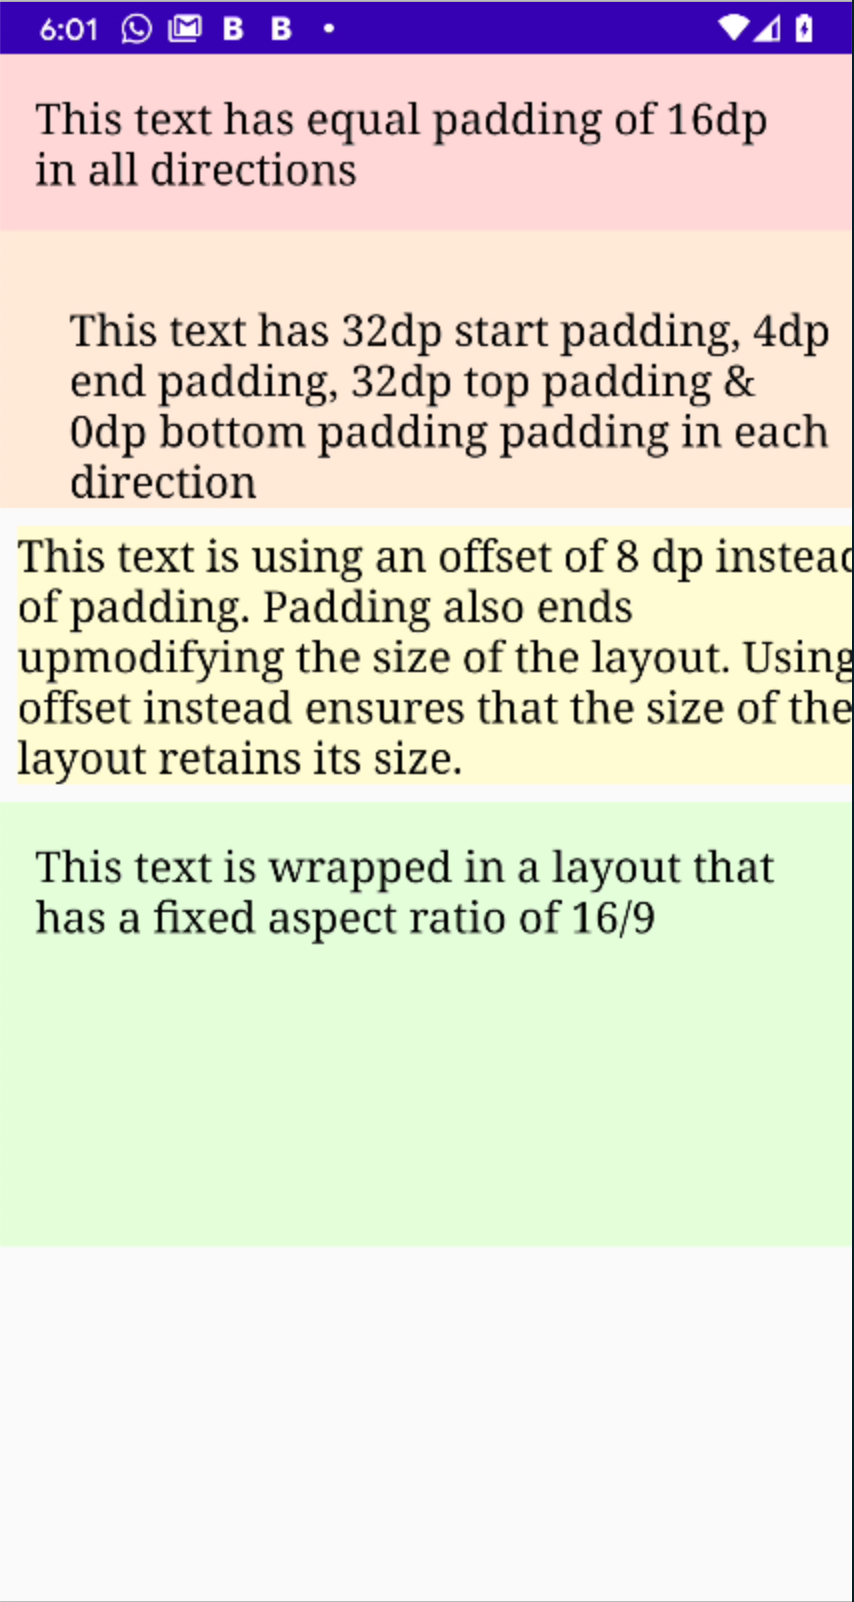 6:01 B B
This text has equal padding of 16dp
in all directions
This text has 32dp start padding, 4dp
end padding, 32dp top padding &
0dp bottom padding padding in each
direction
This text is using an offset of 8 dp instead
of padding. Padding also ends
upmodifying the size of the layout. Using
offset instead ensures that the size of the
layout retains its size.
This text is wrapped in a layout that
has a fixed aspect ratio of 16/9